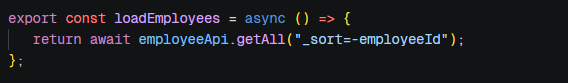 export const loadEmployees = async () => {
    return await employeeApi.getAll("_sort=-employeeId");
};